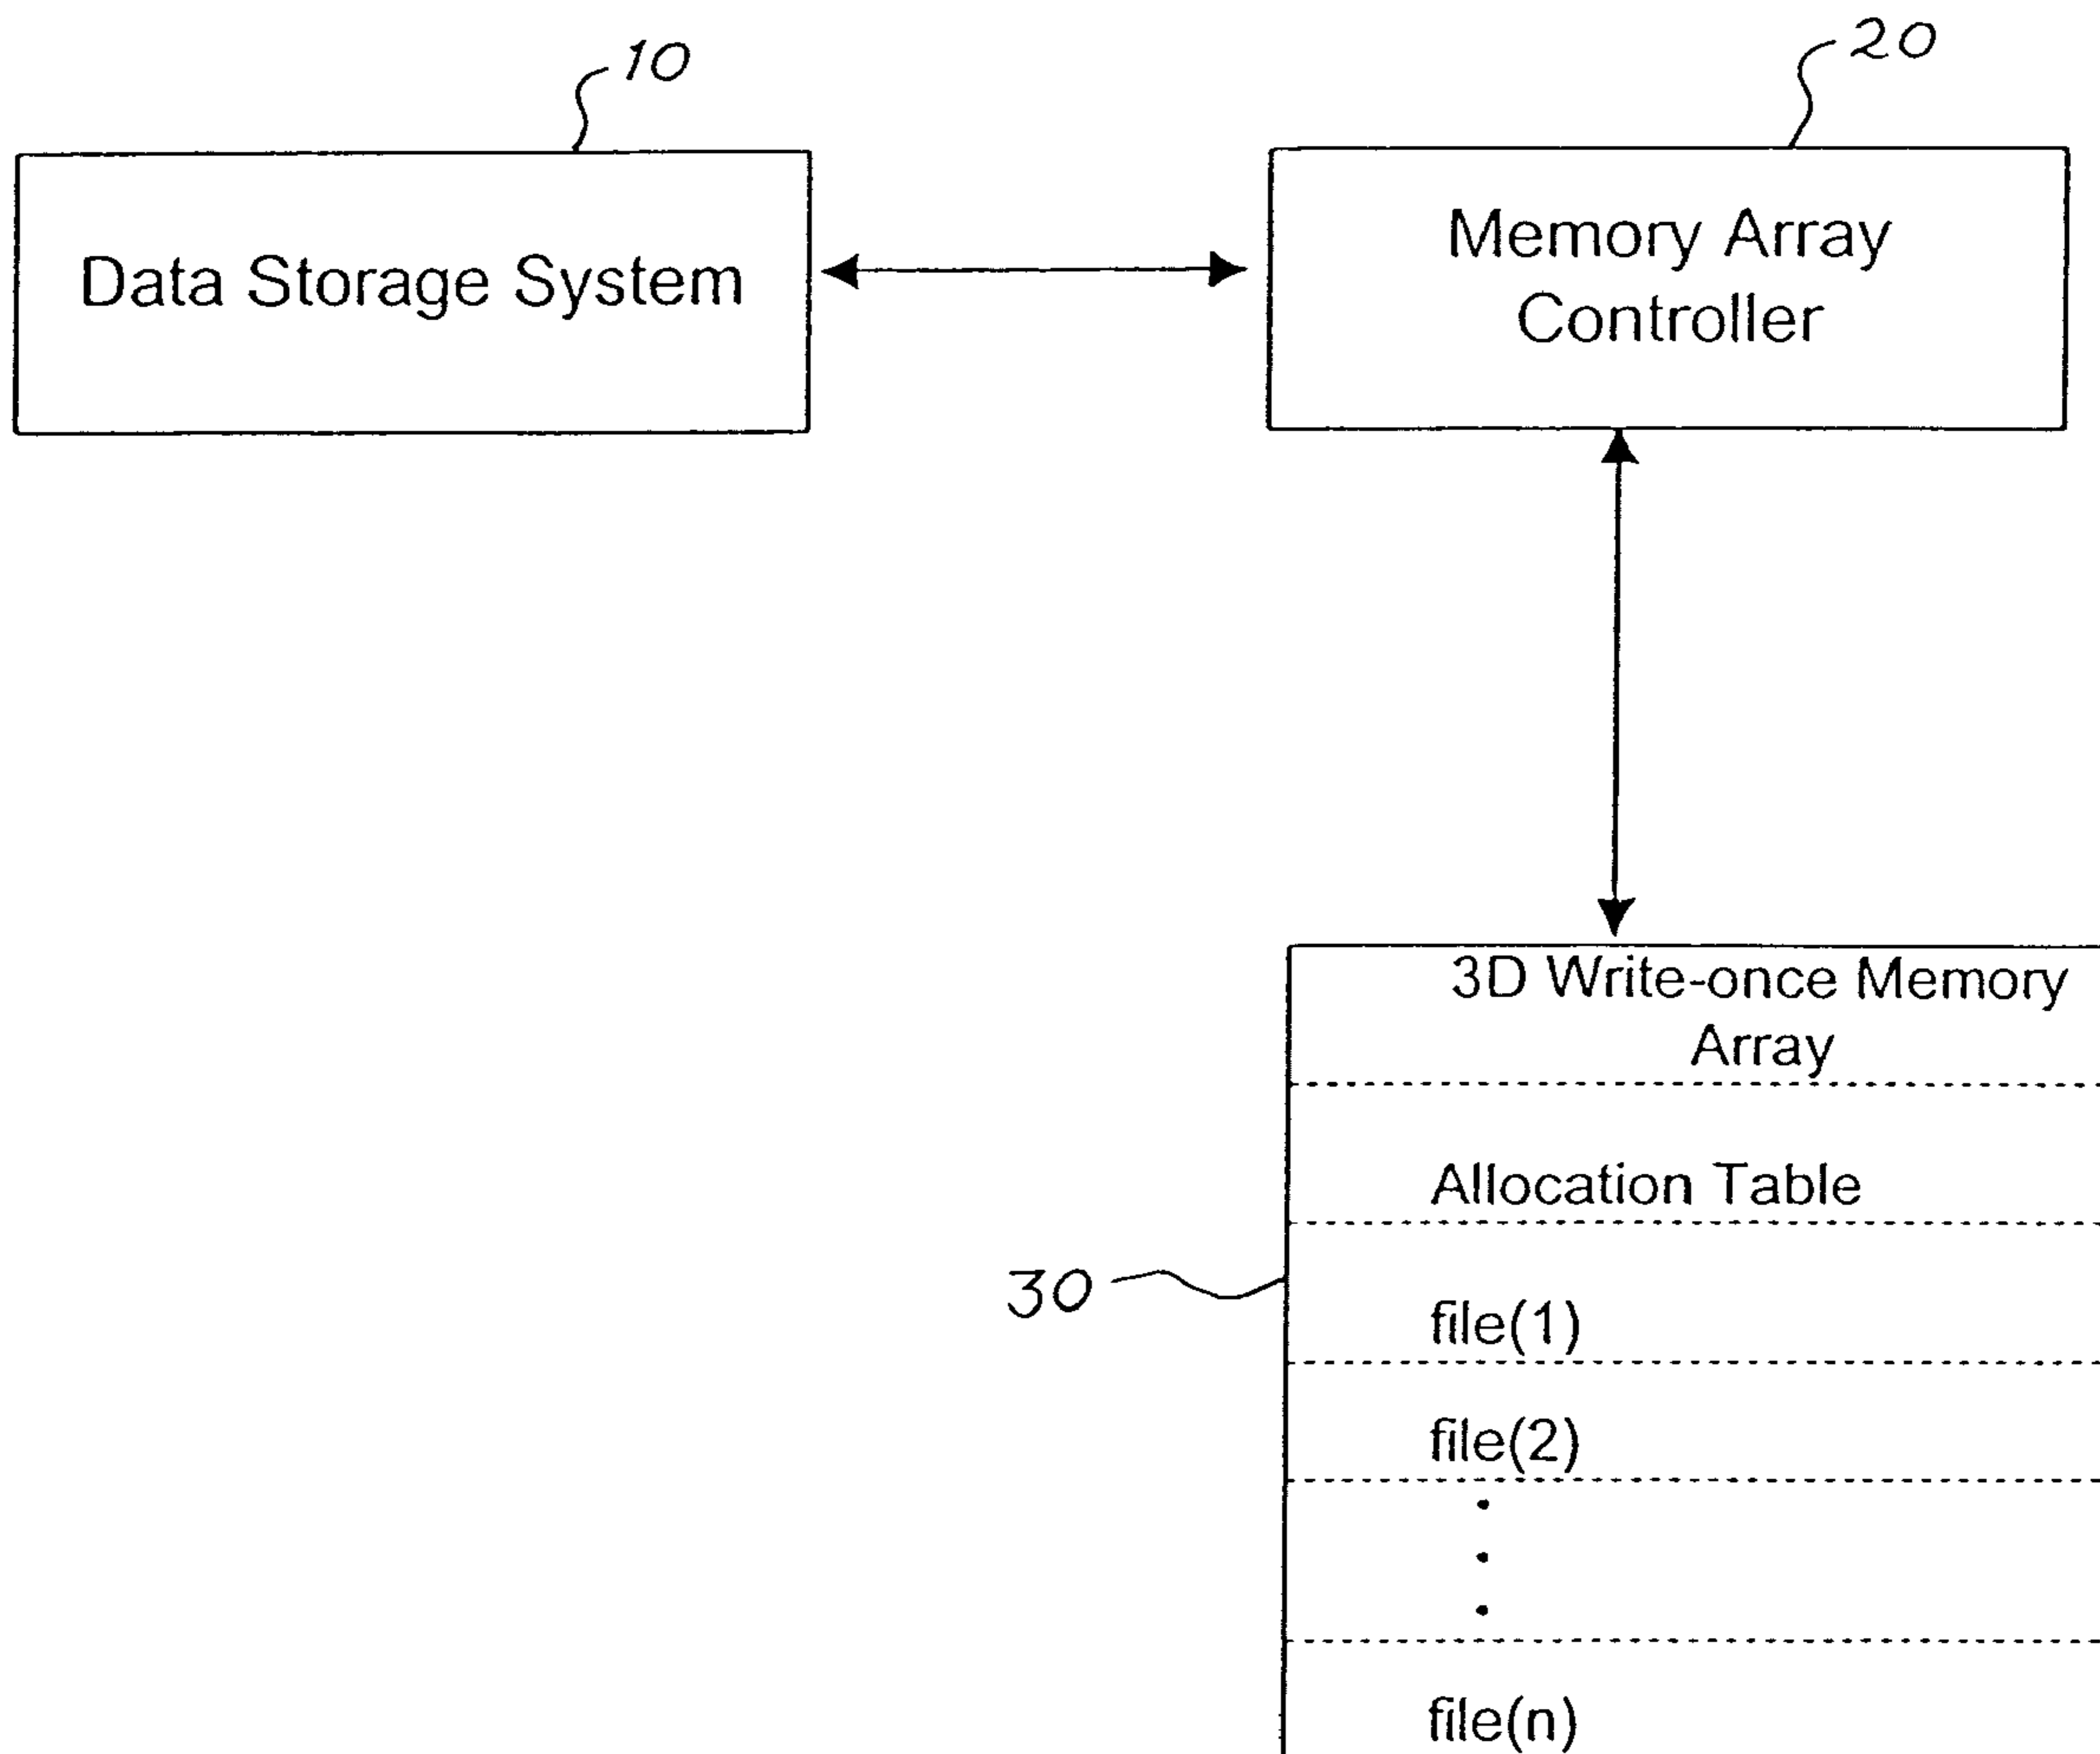 10
20
Data Storage System
Memory Array
Controller
3D Write-once Memory
Array
Allocation Table
30
file(1)
file(2)
file(n)